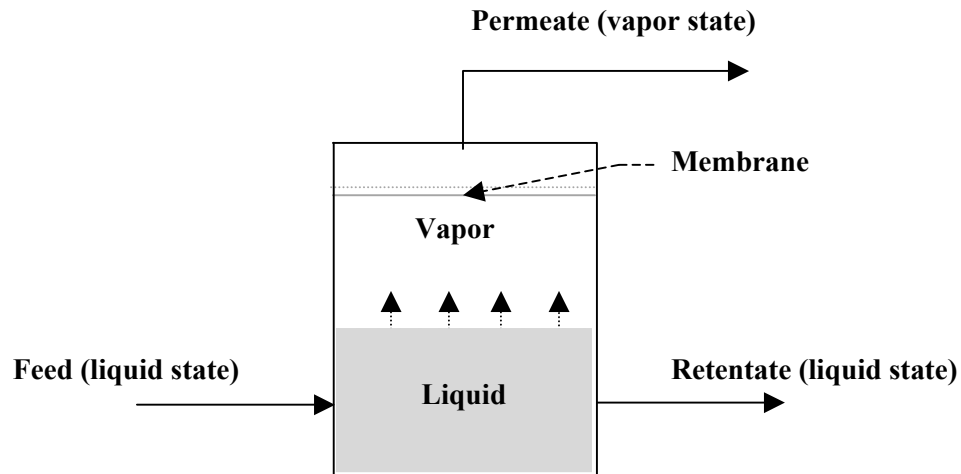 Permeate (vapor state)
Membrane
Vapor
Feed (liquid state)
Liquid
Retentate (liquid state)